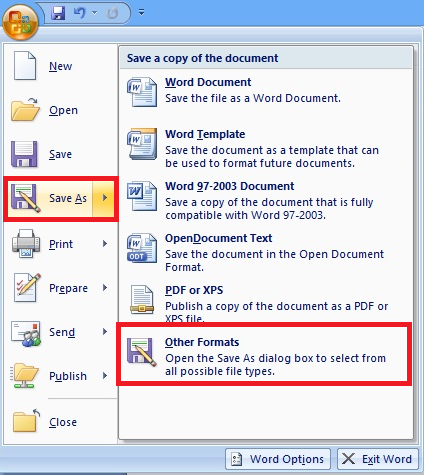 New
Open
Save
Save As
Print
Prepare
Send
Publish
Close
Save a copy of the document
Word Document
Save the file as a Word Document.
Word Template
Save the document as a template that can
be used to format future documents.
Word 97-2003 Document
Save a copy of the document that is fully
compatible with Word 97-2003.
OpenDocument Text
Save the document in the Open Document
Format.
PDF or XPS
Publish a copy of the document as a PDF or
XPS file.
Other Formats
Open the Save As dialog box to select from
all possible file types.
Word Options
Exit Word